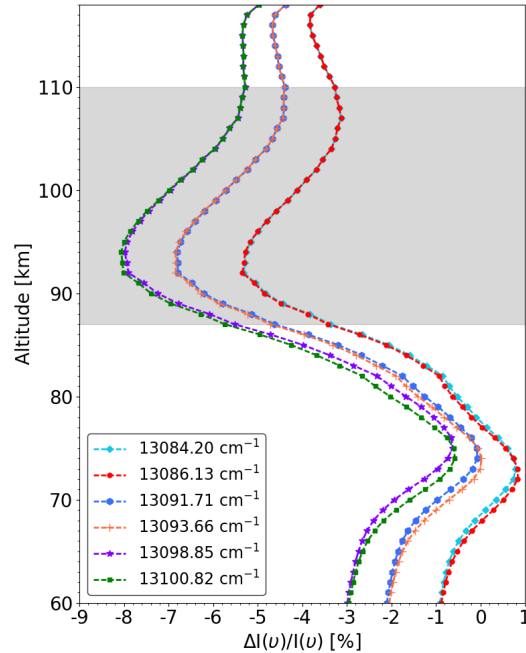 Altitude [km]
110
100
90
80
70
60
13084.20 cm⁻¹
13086.13 cm⁻¹
13091.71 cm⁻¹
13093.66 cm⁻¹
13098.85 cm⁻¹
13100.82 cm⁻¹
-9 -8 -7 -6 -5 -4 -3 -2 -1 0 1
ΔI(υ)/I(υ) [%]